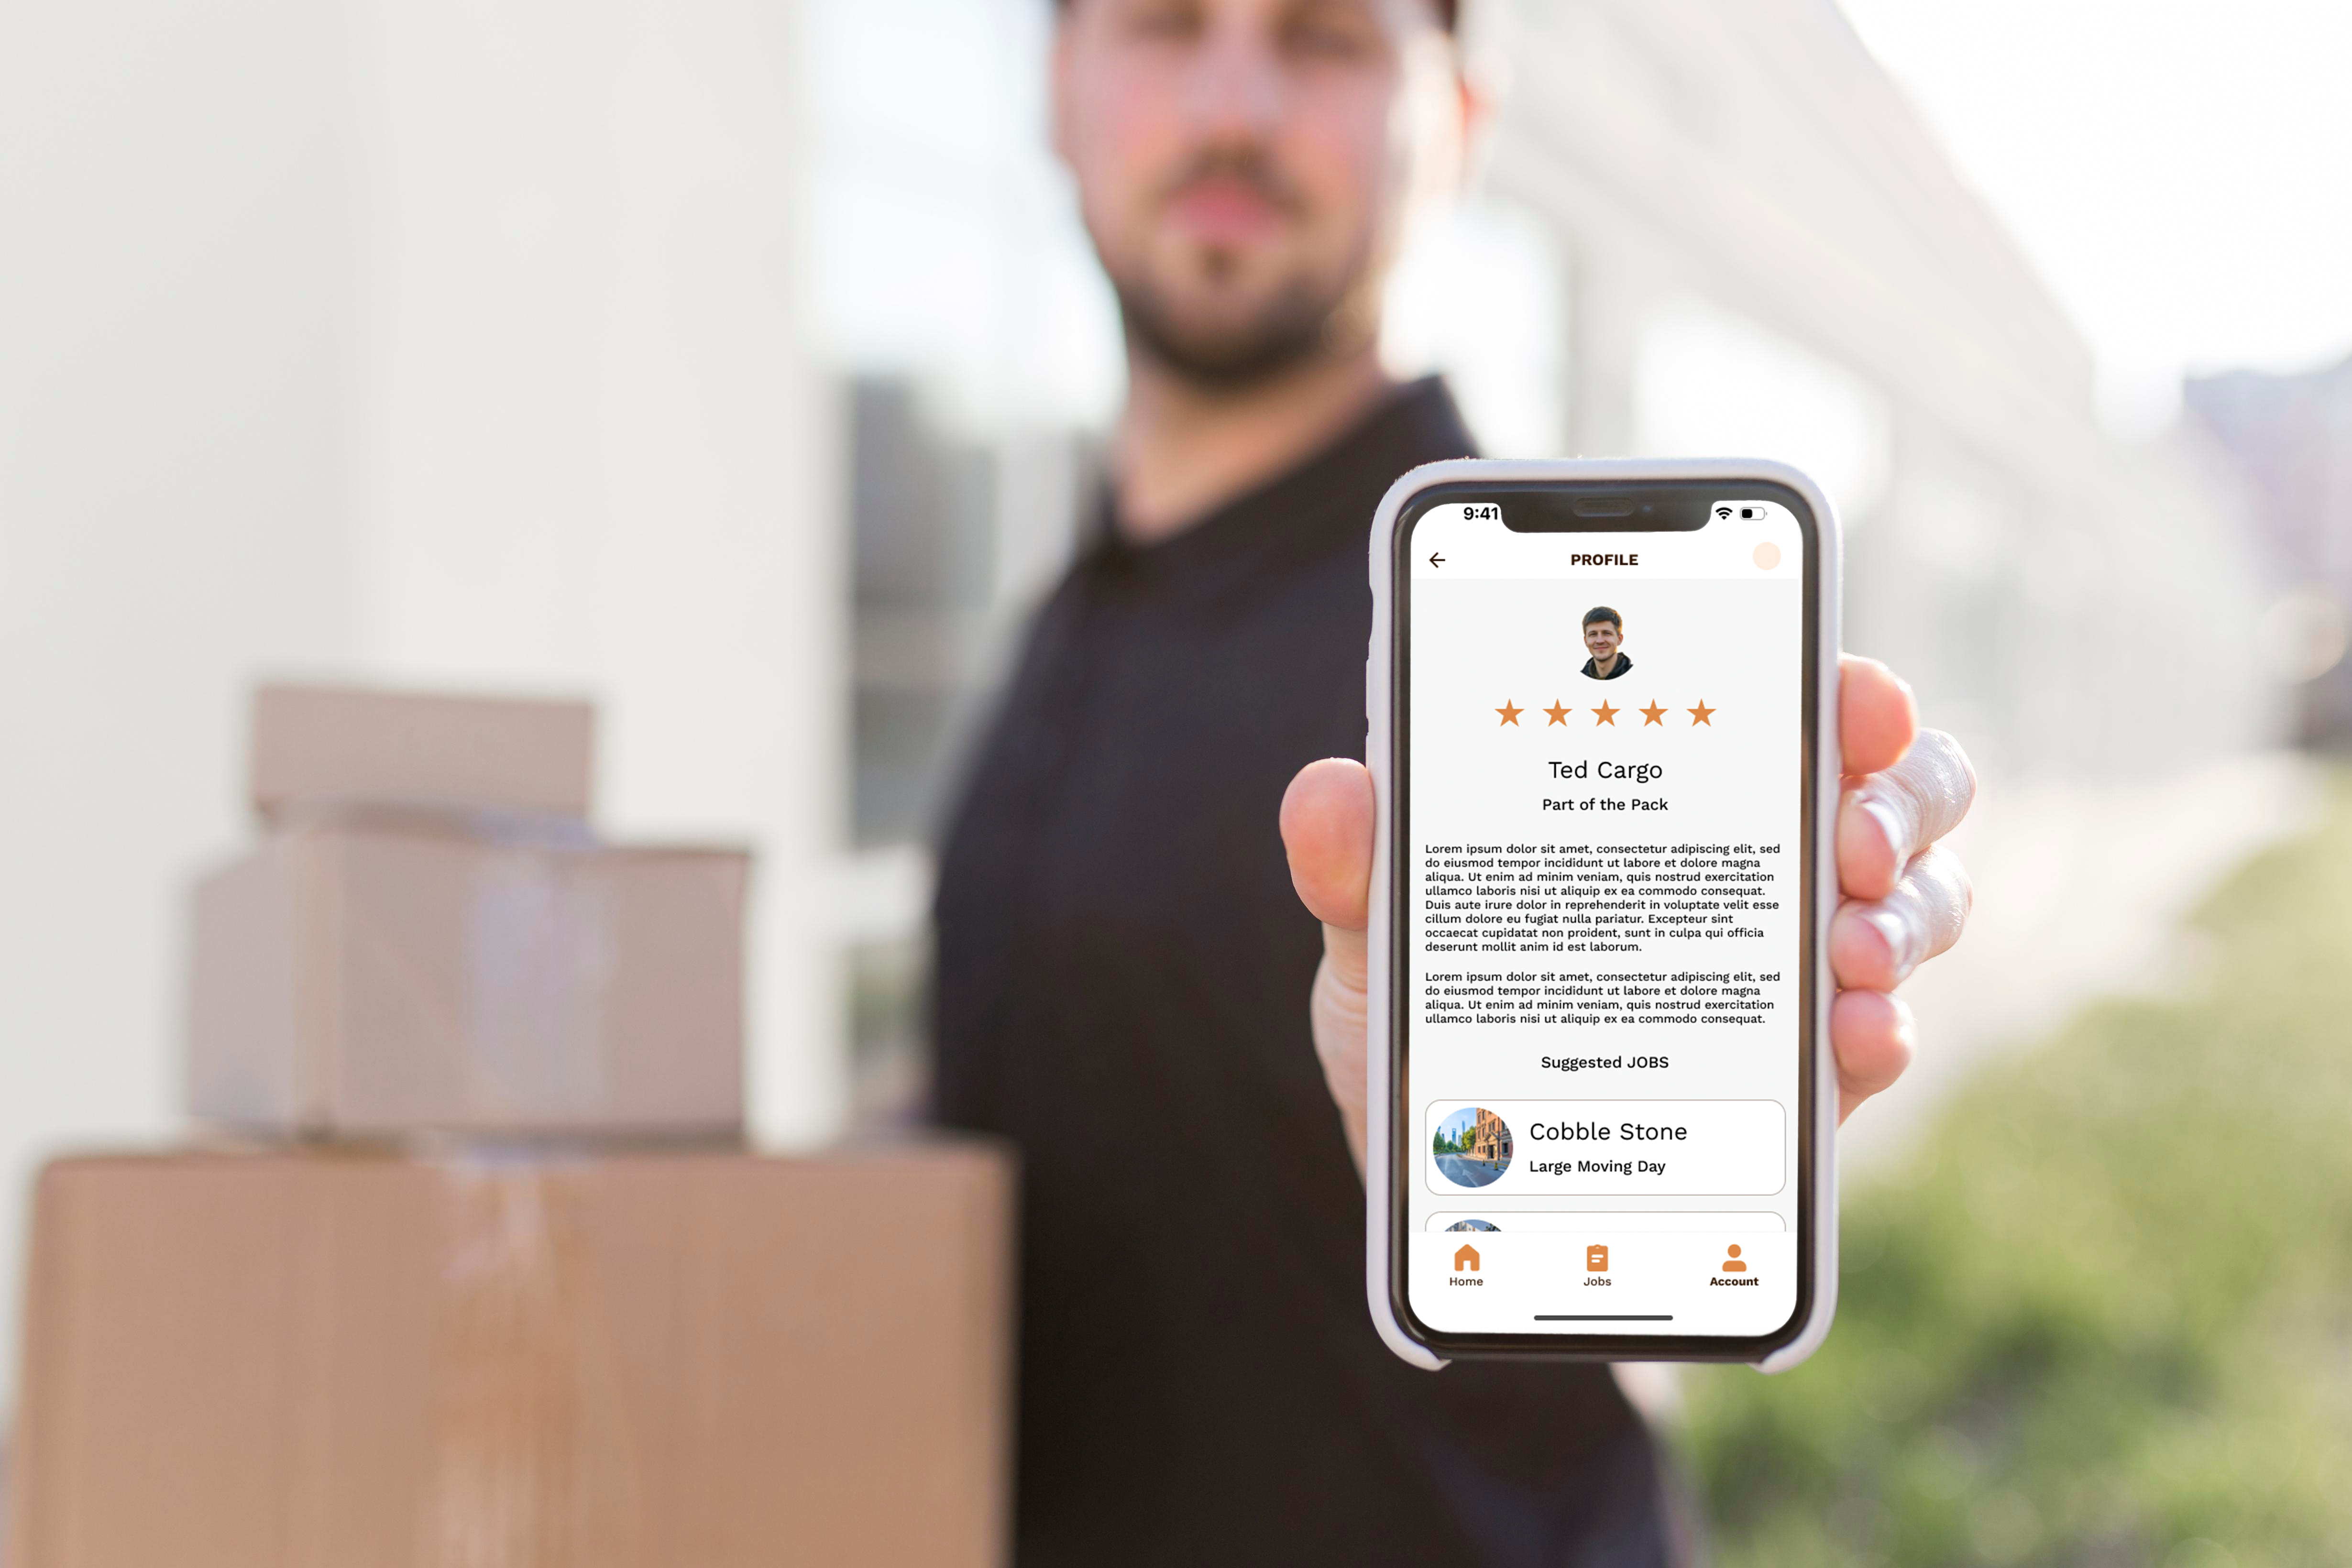 9:41
PROFILE
Ted Cargo
Part of the Pack
Lorem ipsum dolor sit amet, consectetur adipiscing elit, sed
do eiusmod tempor incididunt ut labore et dolore magna
aliqua. Ut enim ad minim veniam, quis nostrud exercitation
ullamco laboris nisi ut aliquip ex ea commodo consequat.
Duis aute irure dolor in reprehenderit in voluptate velit esse
cillum dolore eu fugiat nulla pariatur. Excepteur sint
occaecat cupidatat non proident, sunt in culpa qui officia
deserunt mollit anim id est laborum.
Lorem ipsum dolor sit amet, consectetur adipiscing elit, sed
do eiusmod tempor incididunt ut labore et dolore magna
aliqua. Ut enim ad minim veniam, quis nostrud exercitation
ullamco laboris nisi ut aliquip ex ea commodo consequat.
Suggested JOBS
Cobble Stone
Large Moving Day
Home
Jobs
Account